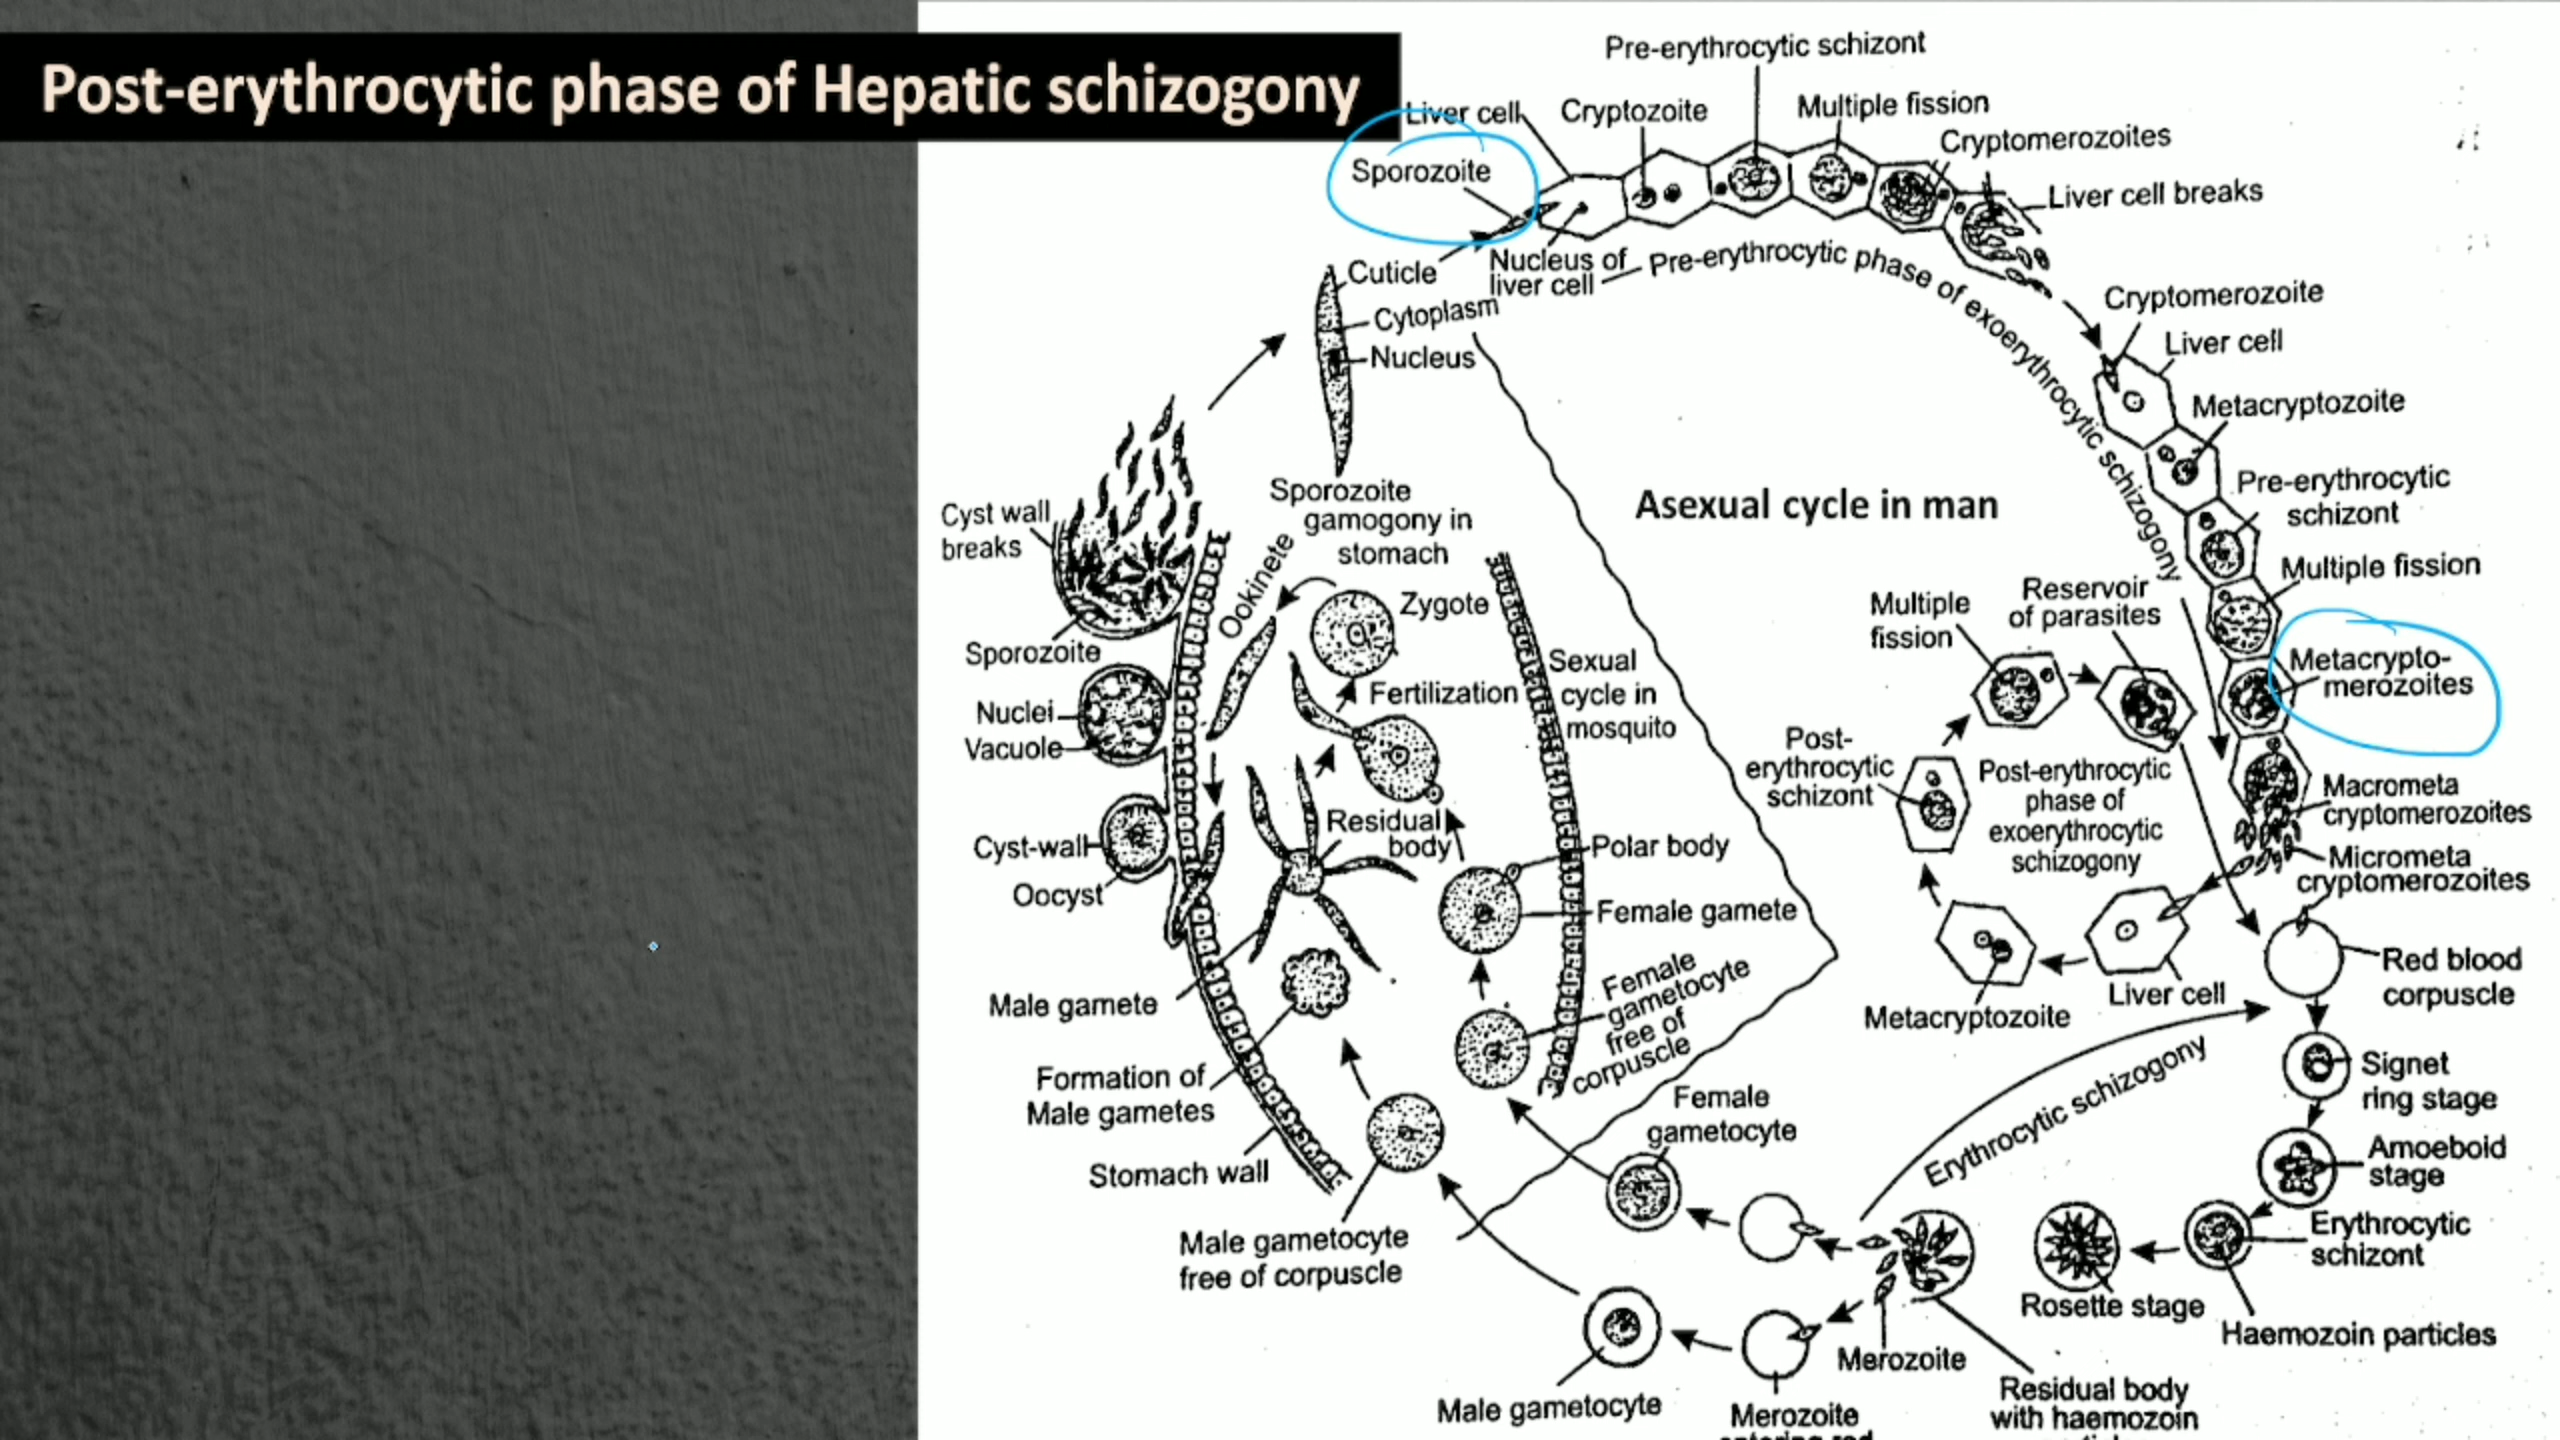 Post-erythrocytic phase of Hepatic schizogony
Pre-erythrocytic schizont
Liver cell
Cryptozoite
Multiple fission
Cryptomerozoites
Sporozoite
Liver cell breaks
Nucleus of
liver cell
Pre-erythrocytic phase of exoerythrocytic schizogony
Cuticle
Cytoplasm
Nucleus
Cryptomerozoite
Liver cell
Metacryptozoite
Pre-erythrocytic
schizont
Multiple fission
Metacrypto-
merozoites
Macrometa
cryptomerozoites
Micrometa
cryptomerozoites
Asexual cycle in man
Sporozoite
gamogony in
stomach
Cyst wall
breaks
Sporozoite
Nuclei
Vacuole
Cyst-wall
Oocyst
Ookinete
Zygote
Fertilization
Sexual
cycle in
mosquito
Residual
body
Polar body
Female gamete
Female
gametocyte
free of
corpuscle
Male gamete
Formation of
Male gametes
Stomach wall
Male gametocyte
free of corpuscle
Multiple
fission
Reservoir
of parasites
Post-
erythrocytic
schizont
Post-erythrocytic
phase of
exoerythrocytic
schizogony
Metacryptozoite
Liver cell
Red blood
corpuscle
Signet
ring stage
Amoeboid
stage
Erythrocytic
schizont
Haemozoin particles
Rosette stage
Erythrocytic schizogony
Female
gametocyte
Merozoite
Residual body
with haemozoin
Male gametocyte
Merozoite